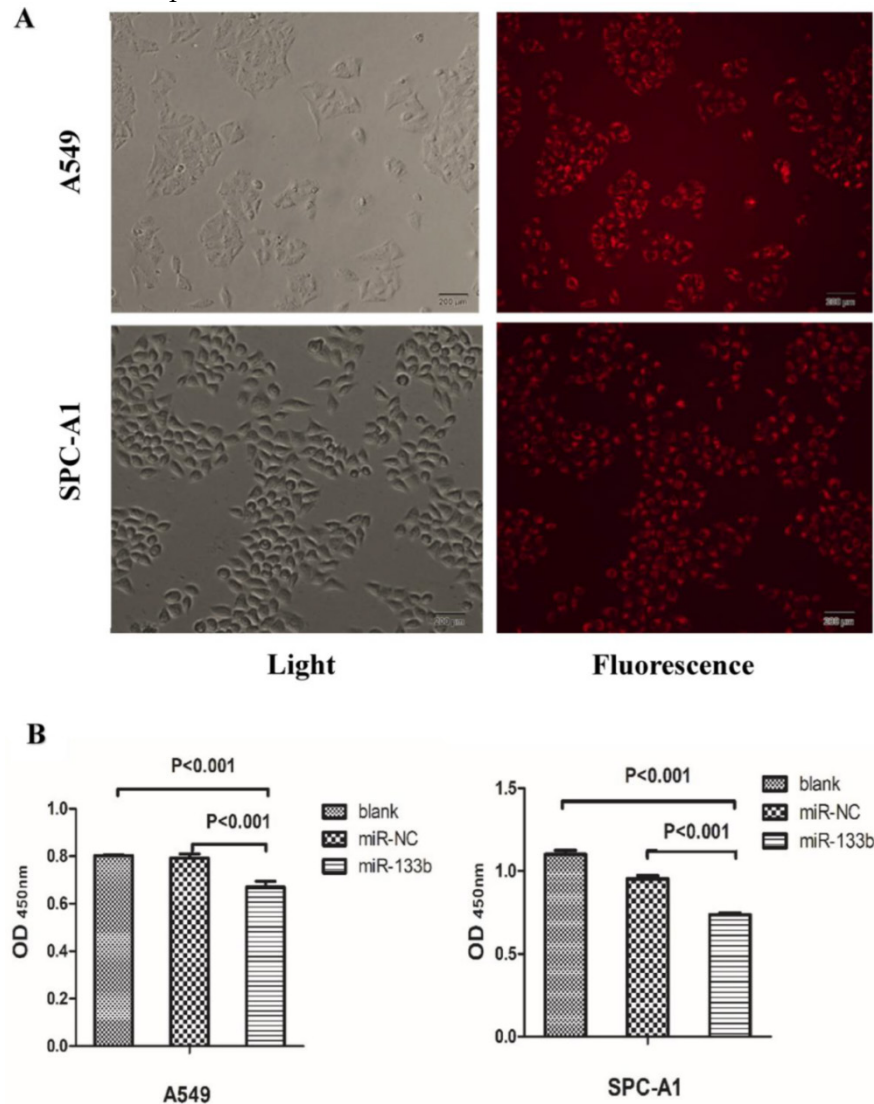 A
A549
200 μm
SPC-A1
Light
Fluorescence
B
P<0.001
P<0.001
blank
miR-NC
miR-133b
OD 450nm
1.0
0.8
0.6
0.4
0.2
0.0
A549
P<0.001
P<0.001
blank
miR-NC
miR-133b
OD 450nm
1.5
1.0
0.5
0.0
SPC-A1